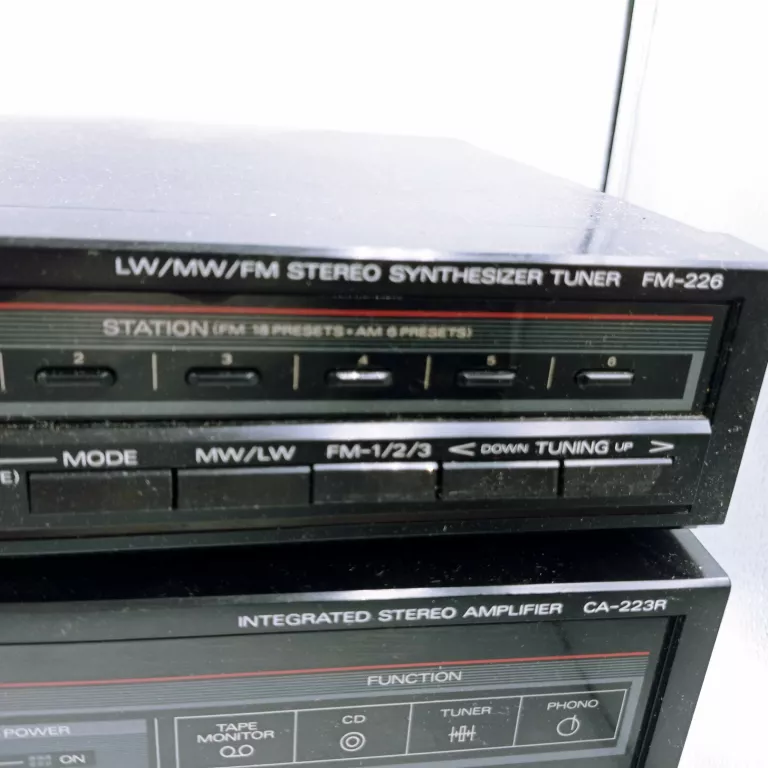 LW/MW/FM STEREO SYNTHESIZER TUNER FM-226
STATION (FM 18 PRESETS • AM 6 PRESETS)
2 3 4 5 6
E) MODE MW/LW FM-1/2/3 < DOWN TUNING UP >
INTEGRATED STEREO AMPLIFIER CA-223R
FUNCTION
POWER
ON
TAPE
MONITOR
CD
TUNER
PHONO